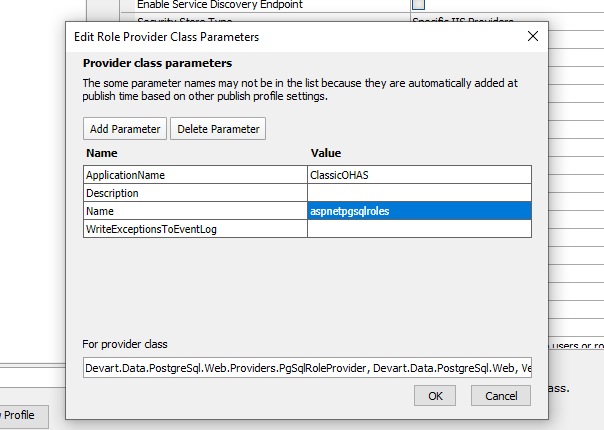 Enable Service Discovery Endpoint
Security Store Type Specific IIS Providers
Edit Role Provider Class Parameters
Provider class parameters
The some parameter names may not be in the list because they are automatically added at
publish time based on other publish profile settings.
Add Parameter Delete Parameter
Name Value
ApplicationName ClassicOHAS
Description
Name aspnetpgsqlroles
WriteExceptionsToEventLog
For provider class
users or ro
Devart.Data.PostgreSql.Web.Providers.PgSqlRoleProvider, Devart.Data.PostgreSql.Web, Ve
ass.
OK Cancel
Profile